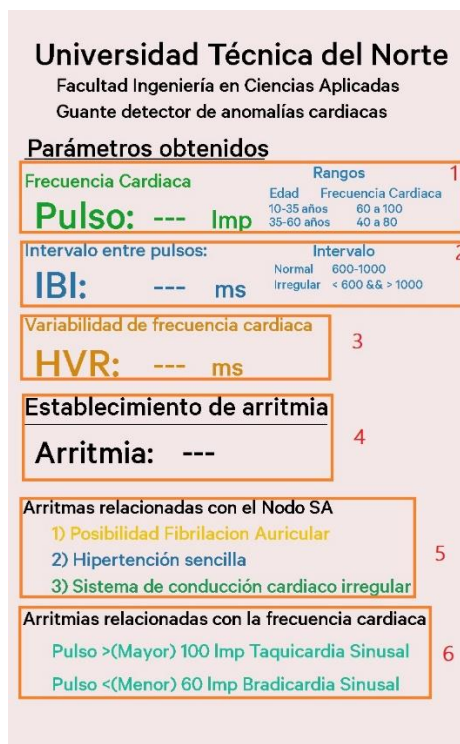 Universidad Técnica del Norte
Facultad Ingeniería en Ciencias Aplicadas
Guante detector de anomalías cardiacas
Parámetros obtenidos
1
Frecuencia Cardiaca
Pulso: --- Imp
Rangos
Edad Frecuencia Cardiaca
10-35 años 60 a 100
35-60 años 40 a 80
2
Intervalo entre pulsos:
IBI: --- ms
Intervalo
Normal 600-1000
Irregular < 600 && > 1000
Variabilidad de frecuencia cardiaca
HVR: --- ms
3
Establecimiento de arritmia
Arritmia: ---
4
Arritmas relacionadas con el Nodo SA
1) Posibilidad Fibrilacion Auricular
2) Hipertención sencilla
3) Sistema de conducción cardiaco irregular
5
Arritmias relacionadas con la frecuencia cardiaca
Pulso >(Mayor) 100 Imp Taquicardia Sinusal
Pulso <(Menor) 60 Imp Bradicardia Sinusal
6